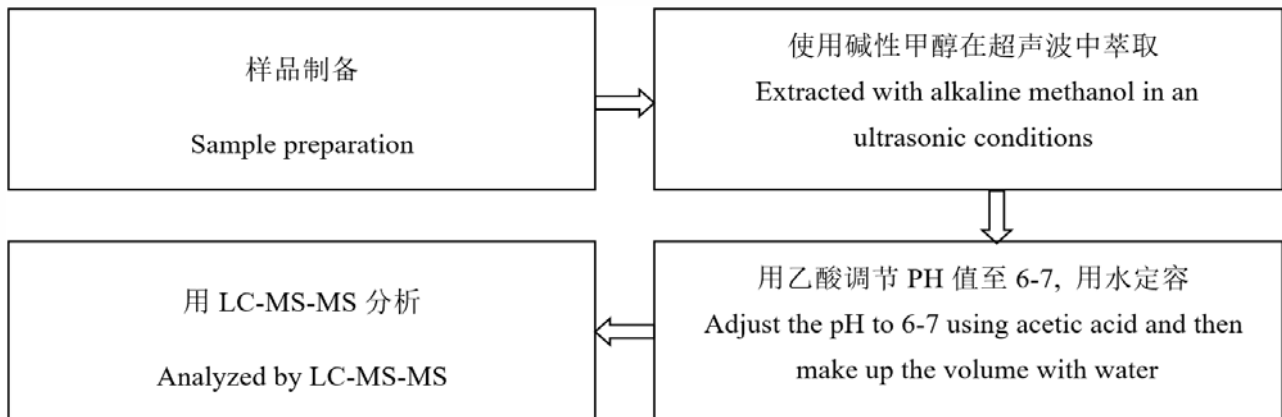 样品制备
Sample preparation
使用碱性甲醇在超声波中萃取
Extracted with alkaline methanol in an
ultrasonic conditions
用乙酸调节 PH 值至 6-7, 用水定容
Adjust the pH to 6-7 using acetic acid and then
make up the volume with water
用 LC-MS-MS 分析
Analyzed by LC-MS-MS